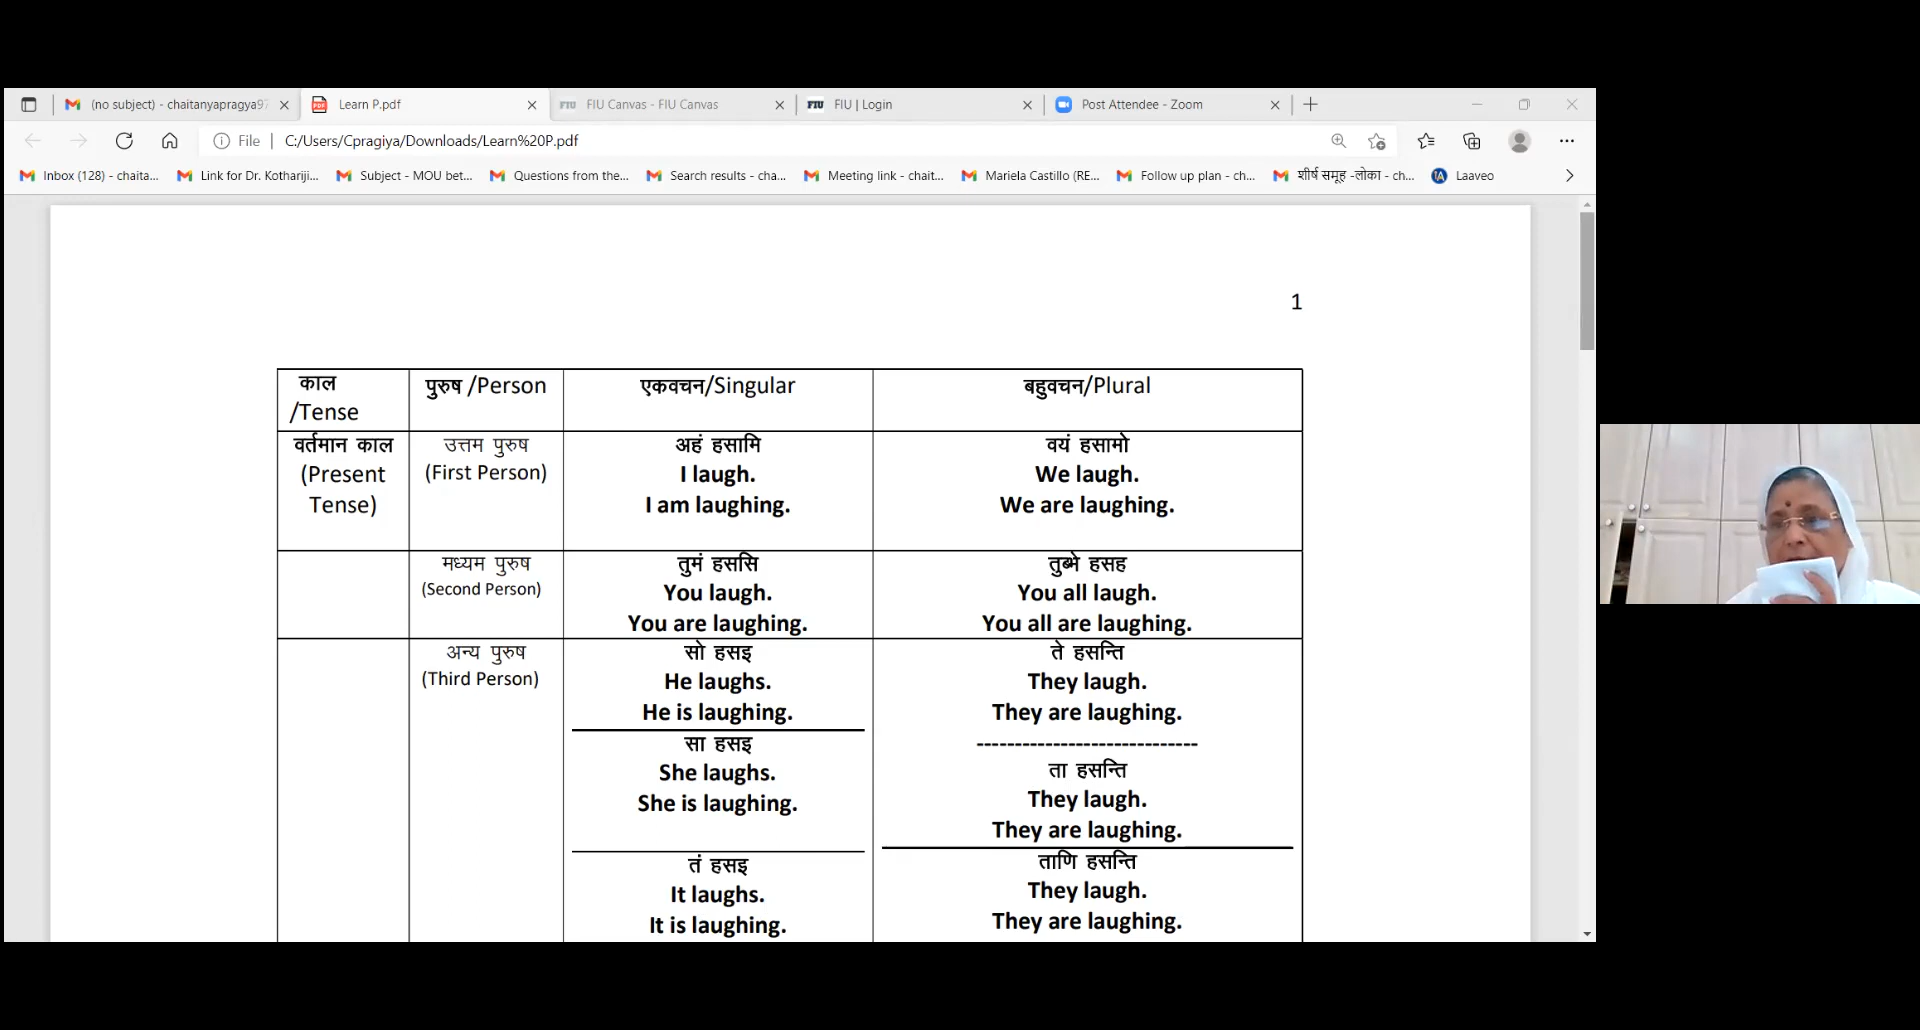 (no subject) - chaitanyapragya97
Learn P.pdf
FIU Canvas - FIU Canvas
FIU | Login
Post Attendee - Zoom
File
C:/Users/Cpragiya/Downloads/Learn%20P.pdf
Inbox (128) - chaita...
Link for Dr. Kothariji...
Subject - MOU bet...
Questions from the...
Search results - cha...
Meeting link - chait...
Mariela Castillo (RE...
Follow up plan - ch...
शीर्ष समूह -लोका - ch...
Laaveo
1
काल
/Tense
पुरुष /Person
एकवचन/Singular
बहुवचन/Plural
वर्तमान काल
(Present
Tense)
उत्तम पुरुष
(First Person)
अहं हसामि
I laugh.
I am laughing.
वयं हसामो
We laugh.
We are laughing.
मध्यम पुरुष
(Second Person)
तुमं हससि
You laugh.
You are laughing.
तुब्भे हसह
You all laugh.
You all are laughing.
अन्य पुरुष
(Third Person)
सो हसइ
He laughs.
He is laughing.
सा हसइ
She laughs.
She is laughing.
तं हसइ
It laughs.
It is laughing.
ते हसन्ति
They laugh.
They are laughing.
----------------------------
ता हसन्ति
They laugh.
They are laughing.
ताणि हसन्ति
They laugh.
They are laughing.